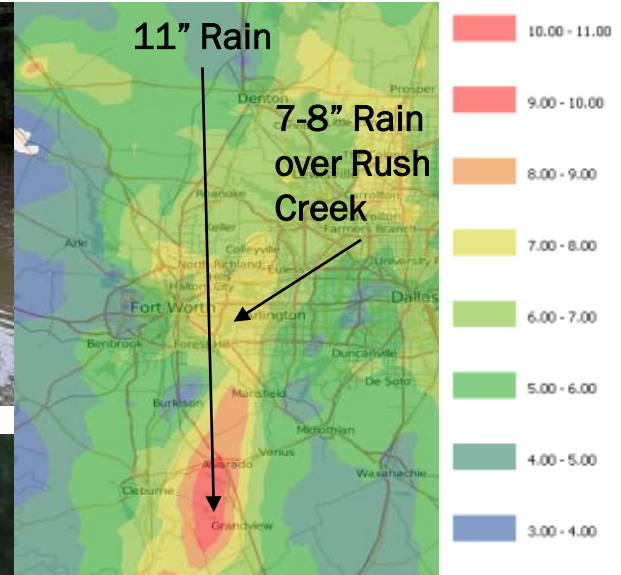 11” Rain
7-8” Rain
over Rush
Creek
Prosper
Denton
Roanoke
Carrollton
Keller
Farmers Branch
Azle
Colleyville
North Richland
Hills
Euless
University P
Haltom City
Fort Worth
Dallas
Arlington
Benbrook
Forest Hill
Duncanville
De Soto
Burleson
Mansfield
Midlothian
Venus
Alvarado
Waxahachie
Cleburne
Grandview
10.00 - 11.00
9.00 - 10.00
8.00 - 9.00
7.00 - 8.00
6.00 - 7.00
5.00 - 6.00
4.00 - 5.00
3.00 - 4.00